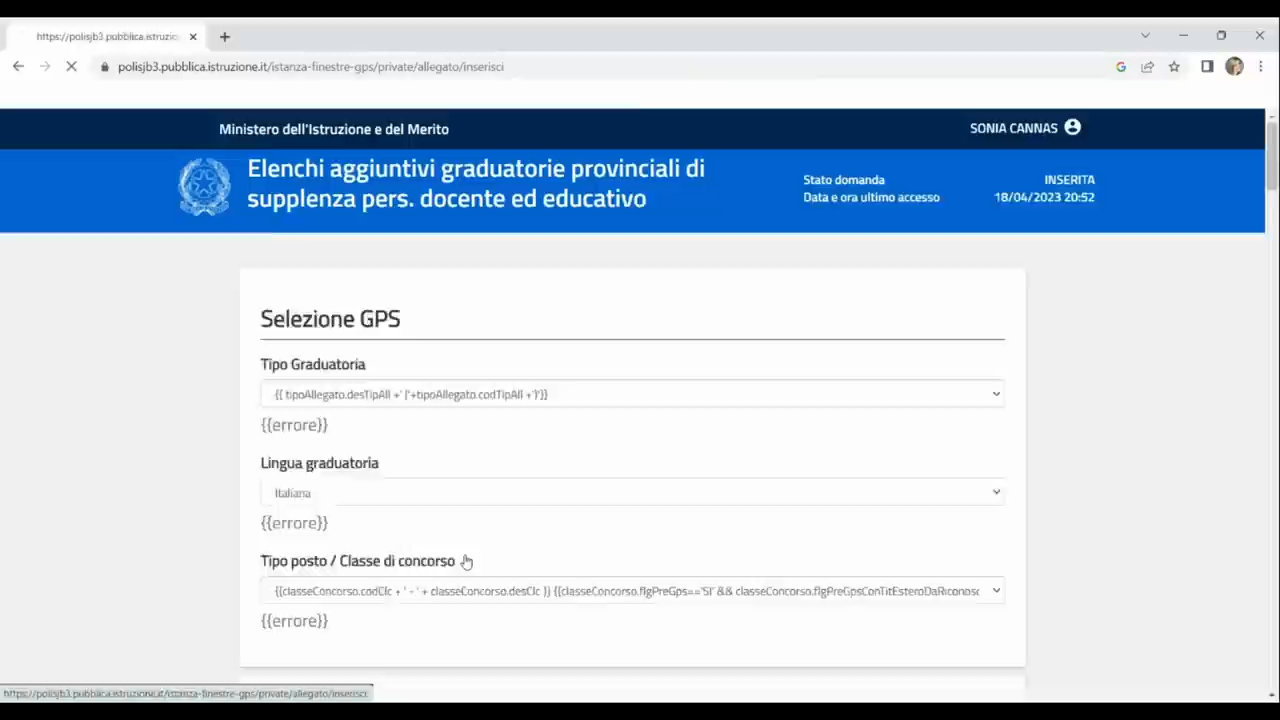 https://polisjb3.pubblica.istruzion
polisjb3.pubblica.istruzione.it/istanza-finestre-gps/private/allegato/inserisci
Ministero dell'Istruzione e del Merito
SONIA CANNAS
Elenchi aggiuntivi graduatorie provinciali di
supplenza pers. docente ed educativo
Stato domanda
INSERITA
Data e ora ultimo accesso
18/04/2023 20:52
Selezione GPS
Tipo Graduatoria
{{ tipoAllegato.desTipAll +' ('+tipoAllegato.codTipAll +')'}}
{{errore}}
Lingua graduatoria
Italiana
{{errore}}
Tipo posto / Classe di concorso
{{classeConcorso.codClc + ' - ' + classeConcorso.desClc }} {{classeConcorso.flgPreGps=='SI' && classeConcorso.flgPreGpsConTitEsteroDaRiconosc
{{errore}}
https://polisjb3.pubblica.istruzione.it/istanza-finestre-gps/private/allegato/inserisci